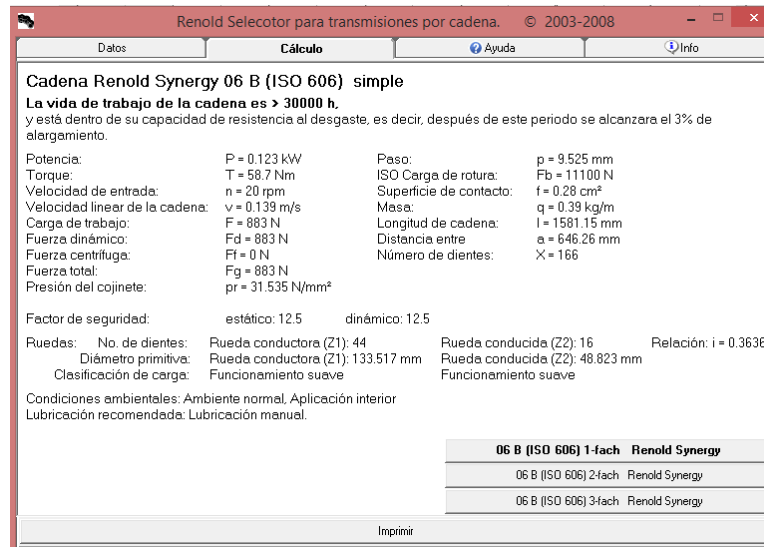 Renold Selecotor para transmisiones por cadena. © 2003-2008
Datos Cálculo Ayuda Info
Cadena Renold Synergy 06 B (ISO 606) simple
La vida de trabajo de la cadena es > 30000 h,
y está dentro de su capacidad de resistencia al desgaste, es decir, después de este periodo se alcanzara el 3% de
alargamiento.
Potencia: P = 0.123 kW Paso: p = 9.525 mm
Torque: T = 58.7 Nm ISO Carga de rotura: Fb = 11100 N
Velocidad de entrada: n = 20 rpm Superficie de contacto: f = 0.28 cm²
Velocidad linear de la cadena: v = 0.139 m/s Masa: q = 0.39 kg/m
Carga de trabajo: F = 883 N Longitud de cadena: l = 1581.15 mm
Fuerza dinámico: Fd = 883 N Distancia entre a = 646.26 mm
Fuerza centrífuga: Ff = 0 N Número de dientes: X = 166
Fuerza total: Fg = 883 N
Presión del cojinete: pr = 31.535 N/mm²
Factor de seguridad: estático: 12.5 dinámico: 12.5
Ruedas: No. de dientes: Rueda conductora (Z1): 44 Rueda conducida (Z2): 16 Relación: i = 0.3636
Diámetro primitiva: Rueda conductora (Z1): 133.517 mm Rueda conducida (Z2): 48.823 mm
Clasificación de carga: Funcionamiento suave Funcionamiento suave
Condiciones ambientales: Ambiente normal, Aplicación interior
Lubricación recomendada: Lubricación manual.
06 B (ISO 606) 1-fach Renold Synergy
06 B (ISO 606) 2-fach Renold Synergy
06 B (ISO 606) 3-fach Renold Synergy
Imprimir